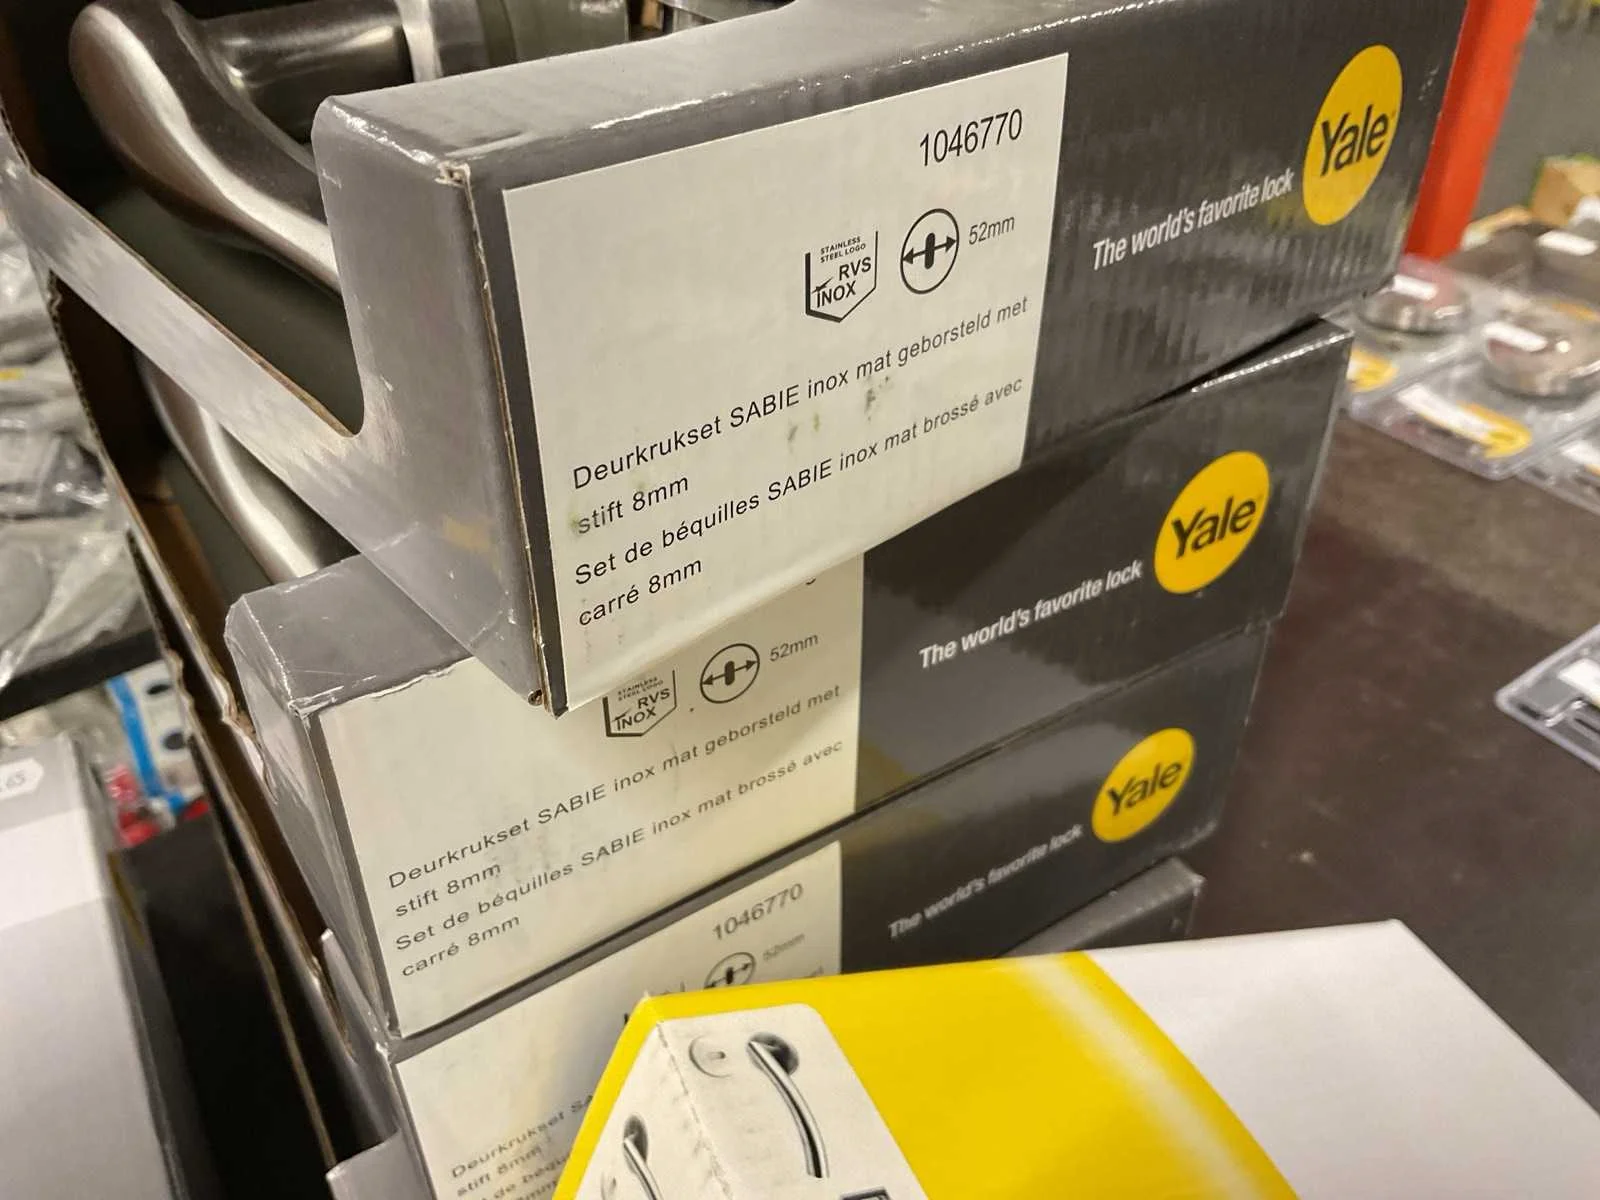 1046770
STAINLESS
STEEL LOGO
RVS
INOX
52mm
Deurkrukset SABIE inox mat geborsteld met
stift 8mm
Set de béquilles SABIE inox mat brossé avec
carré 8mm
The world's favorite lock
Yale
STAINLESS
STEEL LOGO
RVS
INOX
52mm
Deurkrukset SABIE inox mat geborsteld met
stift 8mm
Set de béquilles SABIE inox mat brossé avec
carré 8mm
The world's favorite lock
Yale
1046770
52mm
Deurkrukset SA
stift 8mm
The world's favorite lock
Yale